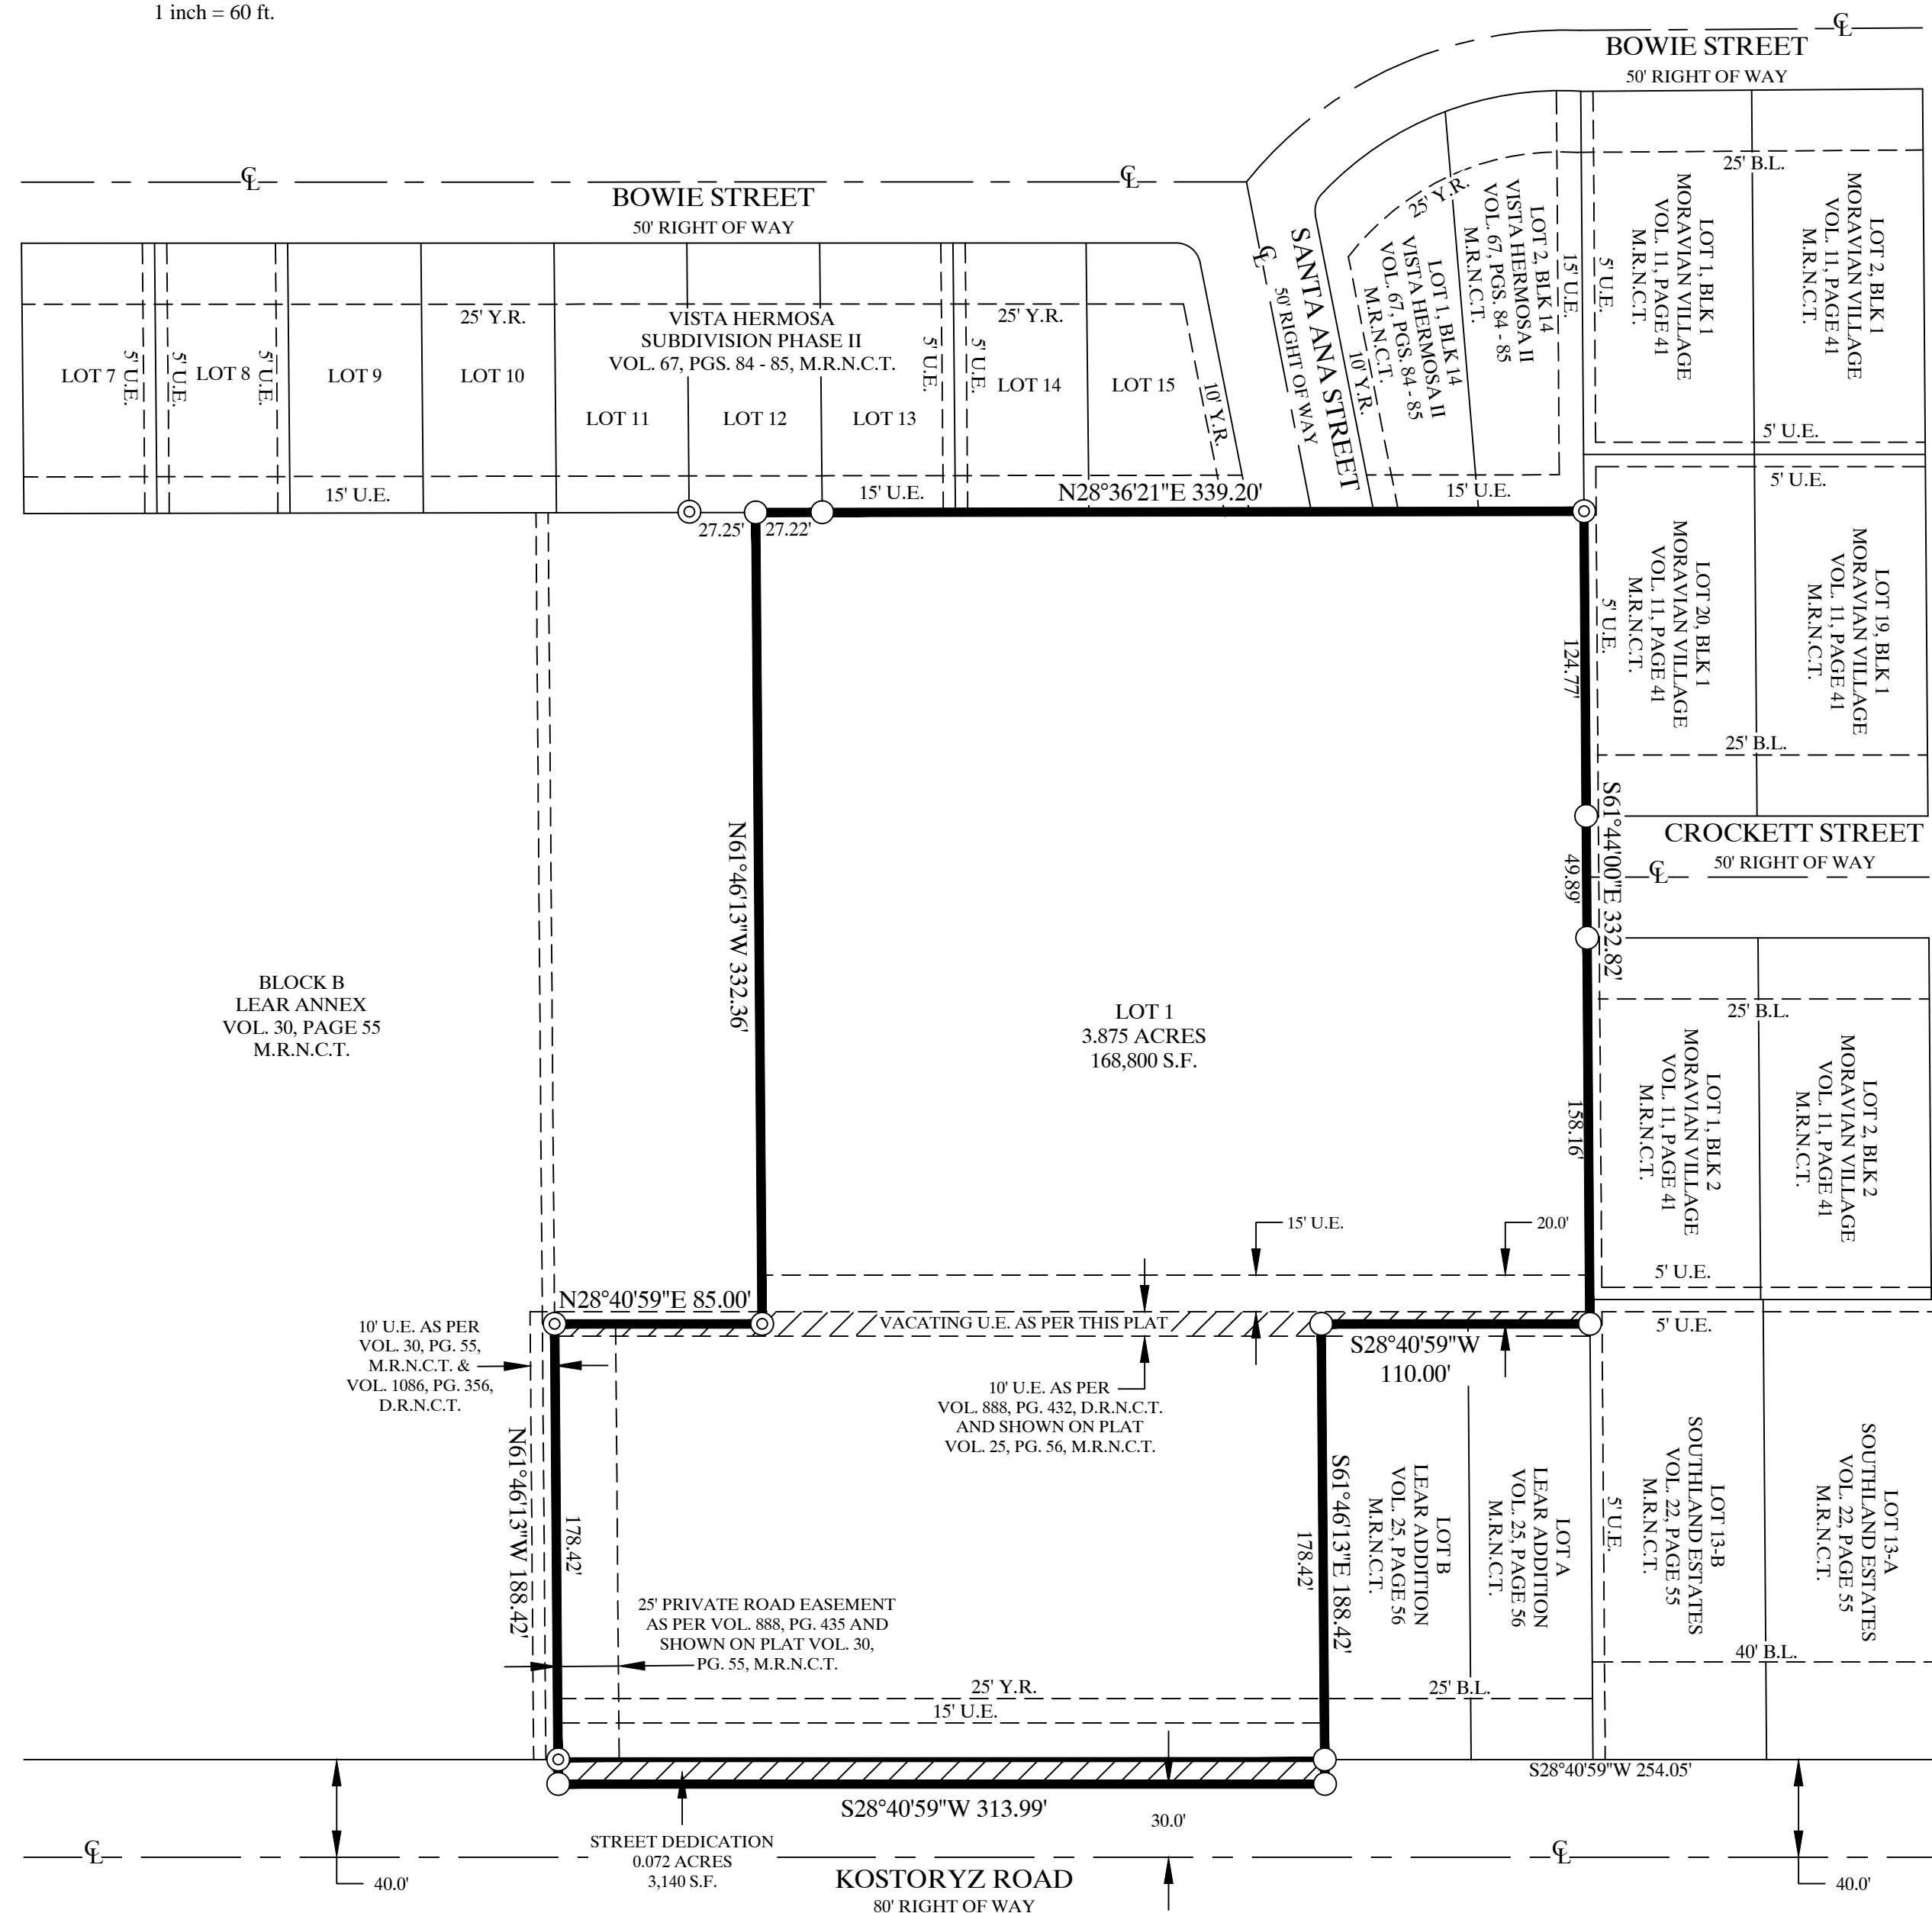 1 inch = 60 ft.
℄
BOWIE STREET
50' RIGHT OF WAY
℄
℄
BOWIE STREET
50' RIGHT OF WAY
25' Y.R.
VISTA HERMOSA
SUBDIVISION PHASE II
VOL. 67, PGS. 84 - 85, M.R.N.C.T.
25' Y.R.
LOT 7
5' U.E.
5' U.E.
LOT 8
5' U.E.
LOT 9
LOT 10
LOT 11
LOT 12
LOT 13
5' U.E.
5' U.E.
LOT 14
LOT 15
10' Y.R.
15' U.E.
15' U.E.
N28°36'21"E 339.20'
15' U.E.
27.25'
27.22'
℄
50' RIGHT OF WAY
SANTA ANA STREET
10' Y.R.
25' Y.R.
LOT 1, BLK 14
VISTA HERMOSA II
VOL. 67, PGS. 84 - 85
M.R.N.C.T.
LOT 2, BLK 14
VISTA HERMOSA II
VOL. 67, PGS. 84 - 85
M.R.N.C.T.
15' U.E.
5' U.E.
25' B.L.
LOT 1, BLK 1
MORAVIAN VILLAGE
VOL. 11, PAGE 41
M.R.N.C.T.
LOT 2, BLK 1
MORAVIAN VILLAGE
VOL. 11, PAGE 41
M.R.N.C.T.
5' U.E.
5' U.E.
LOT 20, BLK 1
MORAVIAN VILLAGE
VOL. 11, PAGE 41
M.R.N.C.T.
LOT 19, BLK 1
MORAVIAN VILLAGE
VOL. 11, PAGE 41
M.R.N.C.T.
5' U.E.
124.77'
25' B.L.
S61°44'00"E 332.82'
CROCKETT STREET
50' RIGHT OF WAY
℄
49.89'
N61°46'13"W 332.36'
BLOCK B
LEAR ANNEX
VOL. 30, PAGE 55
M.R.N.C.T.
LOT 1
3.875 ACRES
168,800 S.F.
25' B.L.
LOT 1, BLK 2
MORAVIAN VILLAGE
VOL. 11, PAGE 41
M.R.N.C.T.
LOT 2, BLK 2
MORAVIAN VILLAGE
VOL. 11, PAGE 41
M.R.N.C.T.
158.16'
15' U.E.
20.0'
5' U.E.
N28°40'59"E 85.00'
VACATING U.E. AS PER THIS PLAT
5' U.E.
S28°40'59"W
110.00'
10' U.E. AS PER
VOL. 30, PG. 55,
M.R.N.C.T. &
VOL. 1086, PG. 356,
D.R.N.C.T.
10' U.E. AS PER
VOL. 888, PG. 432, D.R.N.C.T.
AND SHOWN ON PLAT
VOL. 25, PG. 56, M.R.N.C.T.
N61°46'13"W 188.42'
178.42'
178.42'
S61°46'13"E 188.42'
LOT B
LEAR ADDITION
VOL. 25, PAGE 56
M.R.N.C.T.
LOT A
LEAR ADDITION
VOL. 25, PAGE 56
M.R.N.C.T.
5' U.E.
LOT 13-B
SOUTHLAND ESTATES
VOL. 22, PAGE 55
M.R.N.C.T.
LOT 13-A
SOUTHLAND ESTATES
VOL. 22, PAGE 55
M.R.N.C.T.
25' PRIVATE ROAD EASEMENT
AS PER VOL. 888, PG. 435 AND
SHOWN ON PLAT VOL. 30,
PG. 55, M.R.N.C.T.
40' B.L.
25' Y.R.
25' B.L.
15' U.E.
S28°40'59"W 254.05'
S28°40'59"W 313.99'
30.0'
STREET DEDICATION
0.072 ACRES
3,140 S.F.
℄
℄
40.0'
KOSTORYZ ROAD
80' RIGHT OF WAY
40.0'